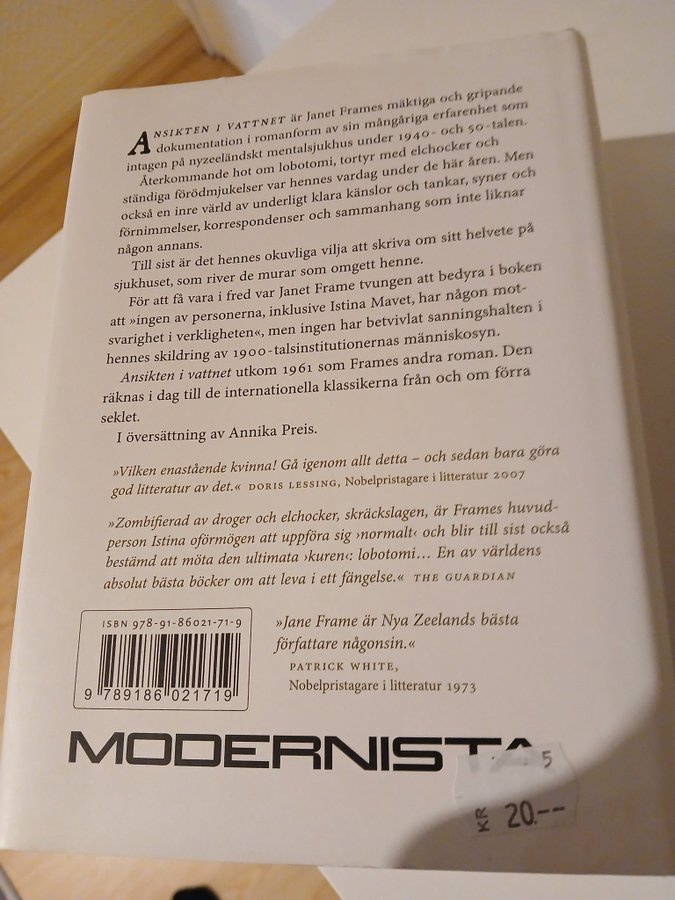 ANSIKTEN I VATTNET är Janet Frames mäktiga och gripande
dokumentation i romanform av sin mångåriga erfarenhet som
intagen på nyzeeländskt mentalsjukhus under 1940- och 50-talen.
Återkommande hot om lobotomi, tortyr med elchocker och
ständiga förödmjukelser var hennes vardag under de här åren. Men
också en inre värld av underligt klara känslor och tankar, syner och
förnimmelser, korrespondenser och sammanhang som inte liknar
någon annans.
Till sist är det hennes okuvliga vilja att skriva om sitt helvete på
sjukhuset, som river de murar som omgett henne.
För att få vara i fred var Janet Frame tvungen att bedyra i boken
att »ingen av personerna, inklusive Istina Mavet, har någon mot-
svarighet i verkligheten«, men ingen har betvivlat sanningshalten i
hennes skildring av 1900-talsinstitutionernas människosyn.
Ansikten i vattnet utkom 1961 som Frames andra roman. Den
räknas i dag till de internationella klassikerna från och om förra
seklet.
I översättning av Annika Preis.
»Vilken enastående kvinna! Gå igenom allt detta – och sedan bara göra
god litteratur av det.« DORIS LESSING, Nobelpristagare i litteratur 2007
»Zombifierad av droger och elchocker, skräckslagen, är Frames huvud-
person Istina oförmögen att uppföra sig ›normalt‹ och blir till sist också
bestämd att möta den ultimata ›kuren‹: lobotomi… En av världens
absolut bästa böcker om att leva i ett fängelse.« THE GUARDIAN
ISBN 978-91-86021-71-9
9 789186 021719
»Jane Frame är Nya Zeelands bästa
författare någonsin.«
PATRICK WHITE,
Nobelpristagare i litteratur 1973
MODERNISTA
5
KR 20.--